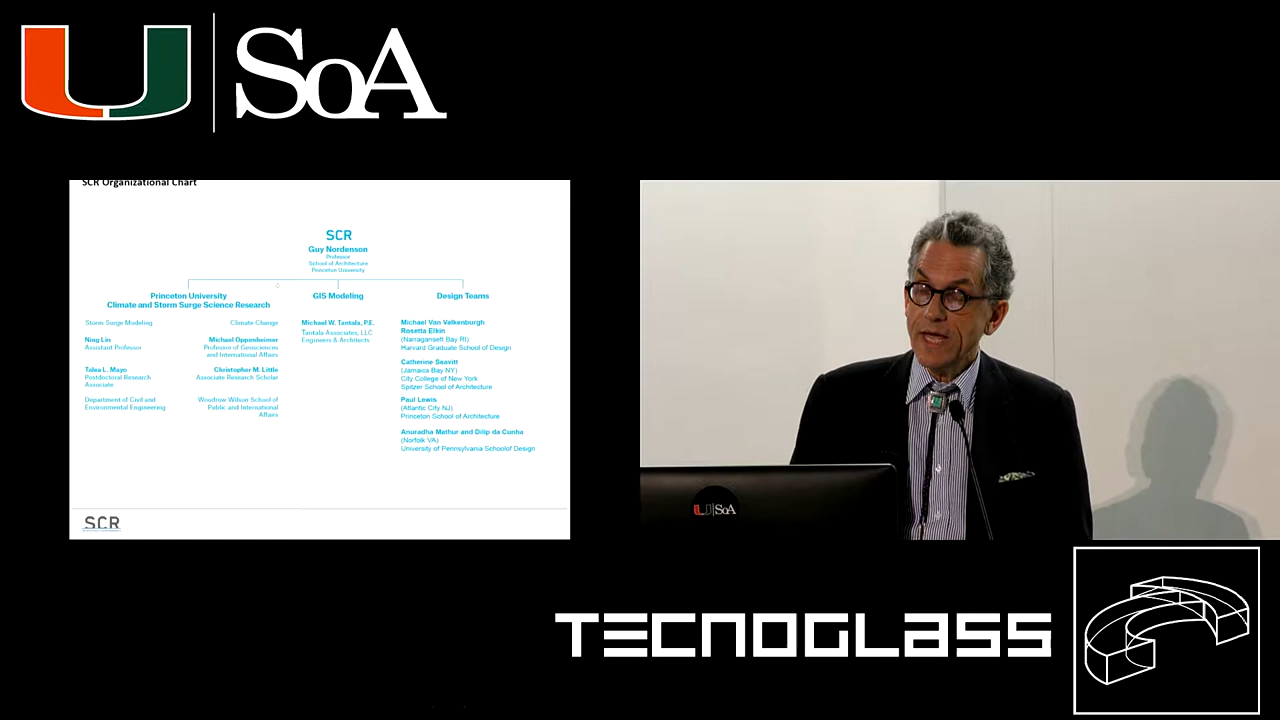 U SoA
SCR Organizational Chart
SCR
Guy Nordenson
Professor
School of Architecture
Princeton University
Princeton University
Climate and Storm Surge Science Research
Storm Surge Modeling
Ning Lin
Assistant Professor
Talea L. Mayo
Postdoctoral Research
Associate
Department of Civil and
Environmental Engineering
Climate Change
Michael Oppenheimer
Professor of Geosciences
and International Affairs
Christopher M. Little
Associate Research Scholar
Woodrow Wilson School of
Public and International
Affairs
GIS Modeling
Michael W. Tantala, P.E.
Tantala Associates, LLC
Engineers & Architects
Design Teams
Michael Van Valkenburgh
Rosetta Elkin
(Narragansett Bay RI)
Harvard Graduate School of Design
Catherine Seavitt
(Jamaica Bay NY)
City College of New York
Spitzer School of Architecture
Paul Lewis
(Atlantic City NJ)
Princeton School of Architecture
Anuradha Mathur and Dilip da Cunha
(Norfolk VA)
University of Pennsylvania Schoolof Design
SCR
U SoA
TECNOGLASS